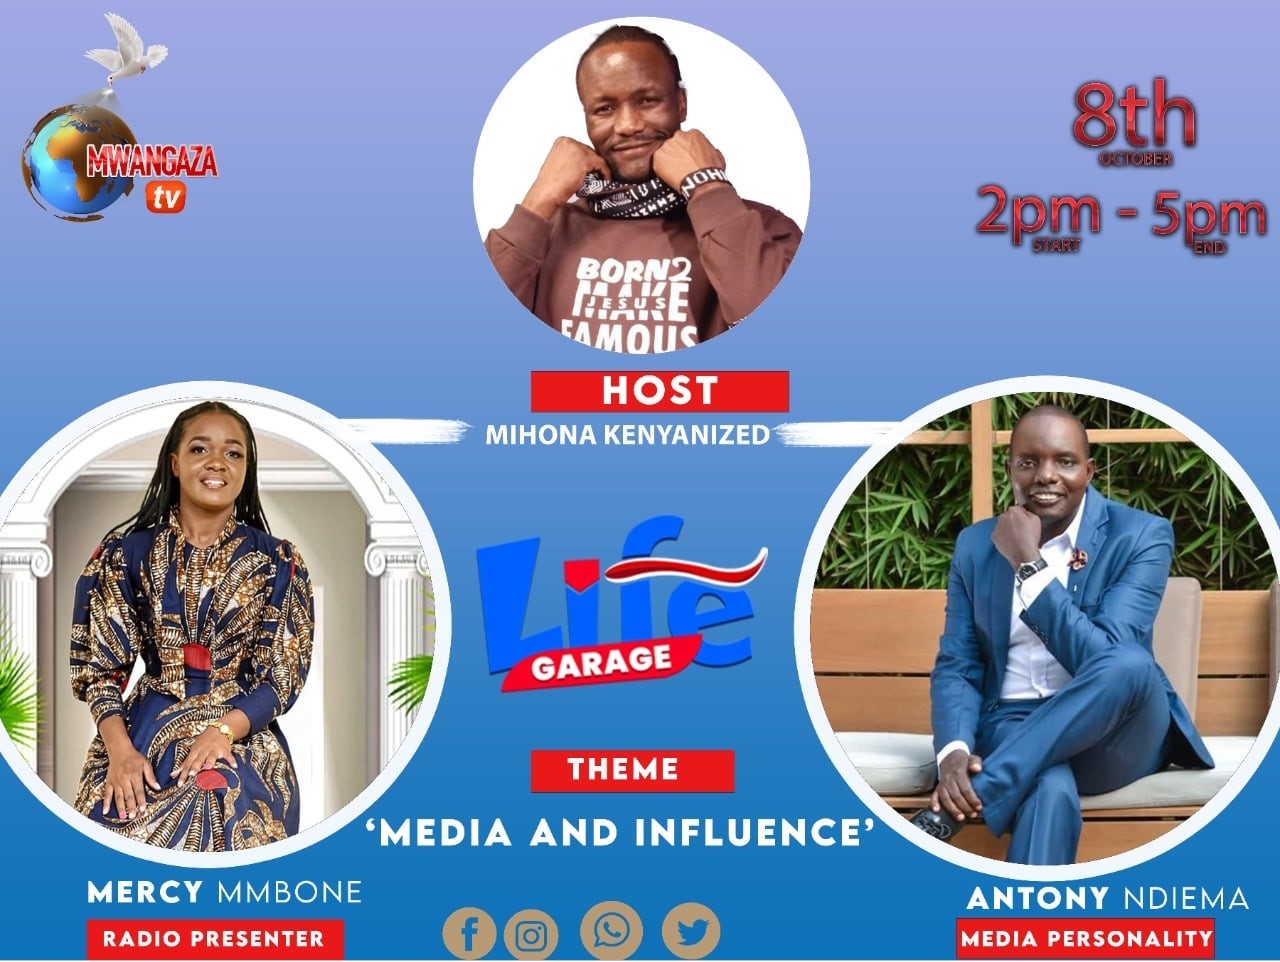 MWANGAZA
tv
8th
OCTOBER
2pm - 5pm
START
END
BORN2
MAKE
JESUS
FAMOUS
HOST
MIHONA KENYANIZED
Life
GARAGE
THEME
‘MEDIA AND INFLUENCE’
MERCY MMBONE
RADIO PRESENTER
ANTONY NDIEMA
MEDIA PERSONALITY